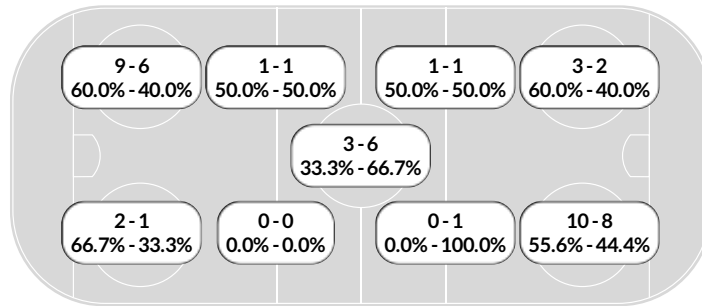 9 - 6
60.0% - 40.0%
1 - 1
50.0% - 50.0%
1 - 1
50.0% - 50.0%
3 - 2
60.0% - 40.0%
3 - 6
33.3% - 66.7%
2 - 1
66.7% - 33.3%
0 - 0
0.0% - 0.0%
0 - 1
0.0% - 100.0%
10 - 8
55.6% - 44.4%